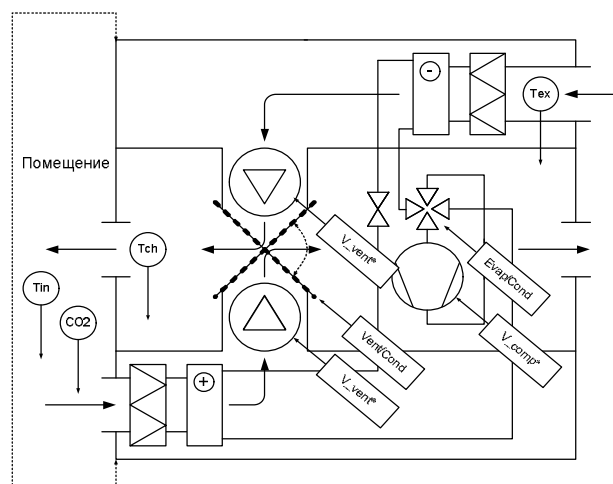 -
Tex
Помещение
V_vent*
Tch
Evap/Cond
Tin
CO2
Vent/Cond
V_comp*
V_vent*
+